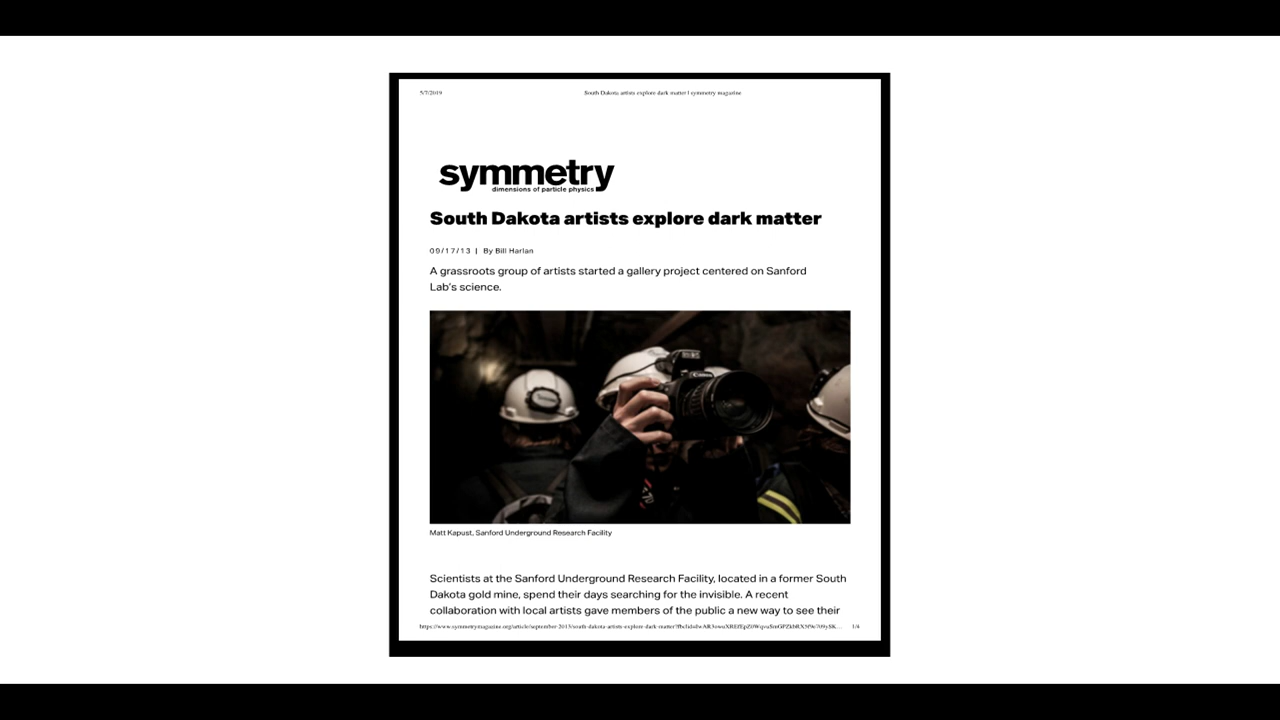 5/7/2019
South Dakota artists explore dark matter | symmetry magazine
symmetry
dimensions of particle physics
South Dakota artists explore dark matter
09/17/13 | By Bill Harlan
A grassroots group of artists started a gallery project centered on Sanford
Lab's science.
Matt Kapust, Sanford Underground Research Facility
Scientists at the Sanford Underground Research Facility, located in a former South
Dakota gold mine, spend their days searching for the invisible. A recent
collaboration with local artists gave members of the public a new way to see their